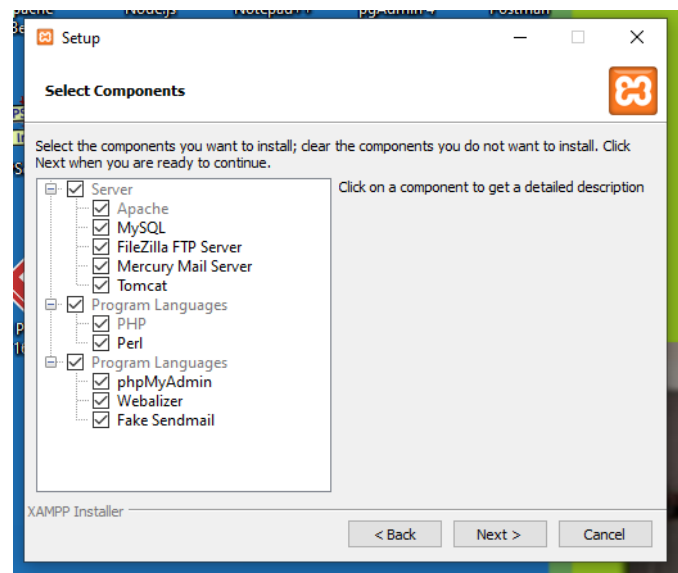 Node.js Notepad++ pgAdmin 4 Postman
Setup
Select Components
Select the components you want to install; clear the components you do not want to install. Click
Next when you are ready to continue.
Server
Apache
MySQL
FileZilla FTP Server
Mercury Mail Server
Tomcat
Program Languages
PHP
Perl
Program Languages
phpMyAdmin
Webalizer
Fake Sendmail
Click on a component to get a detailed description
XAMPP Installer
< Back
Next >
Cancel